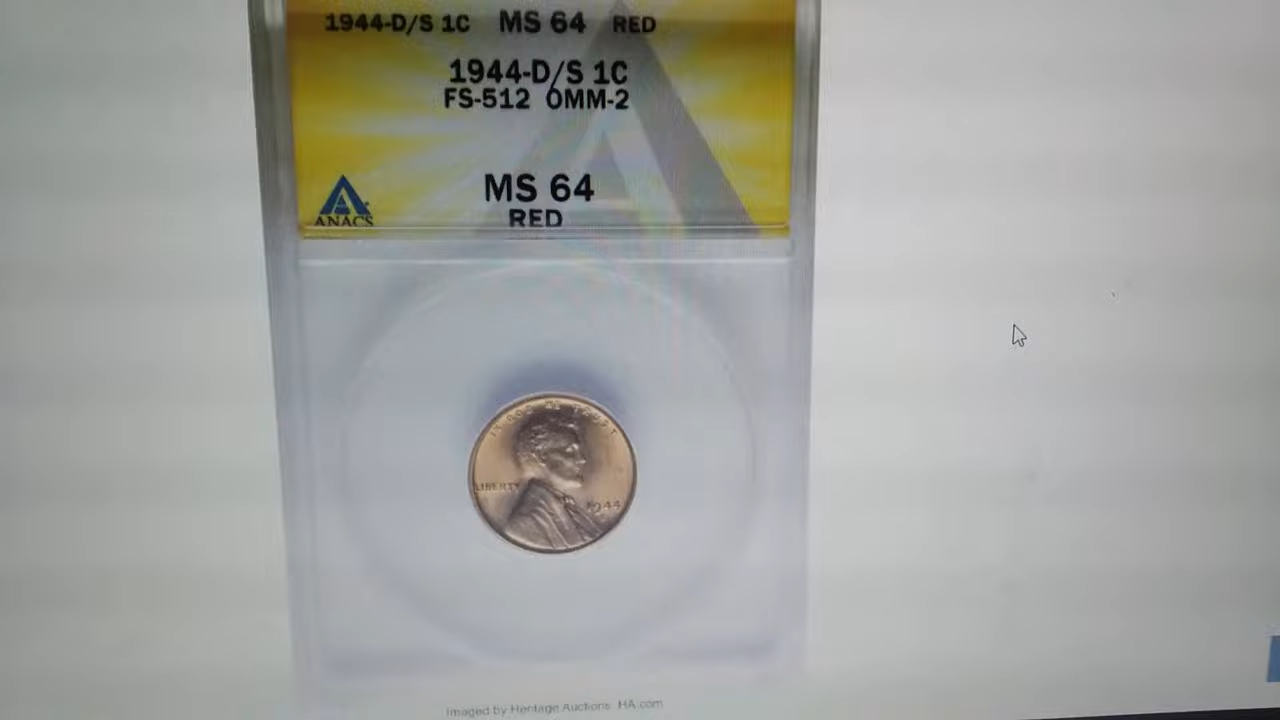 1944-D/S 1C MS 64 RED
1944-D/S 1C
FS-512 OMM-2
MS 64
RED
ANACS
IN GOD WE TRUST
LIBERTY
1944
Imaged by Heritage Auctions, HA.com